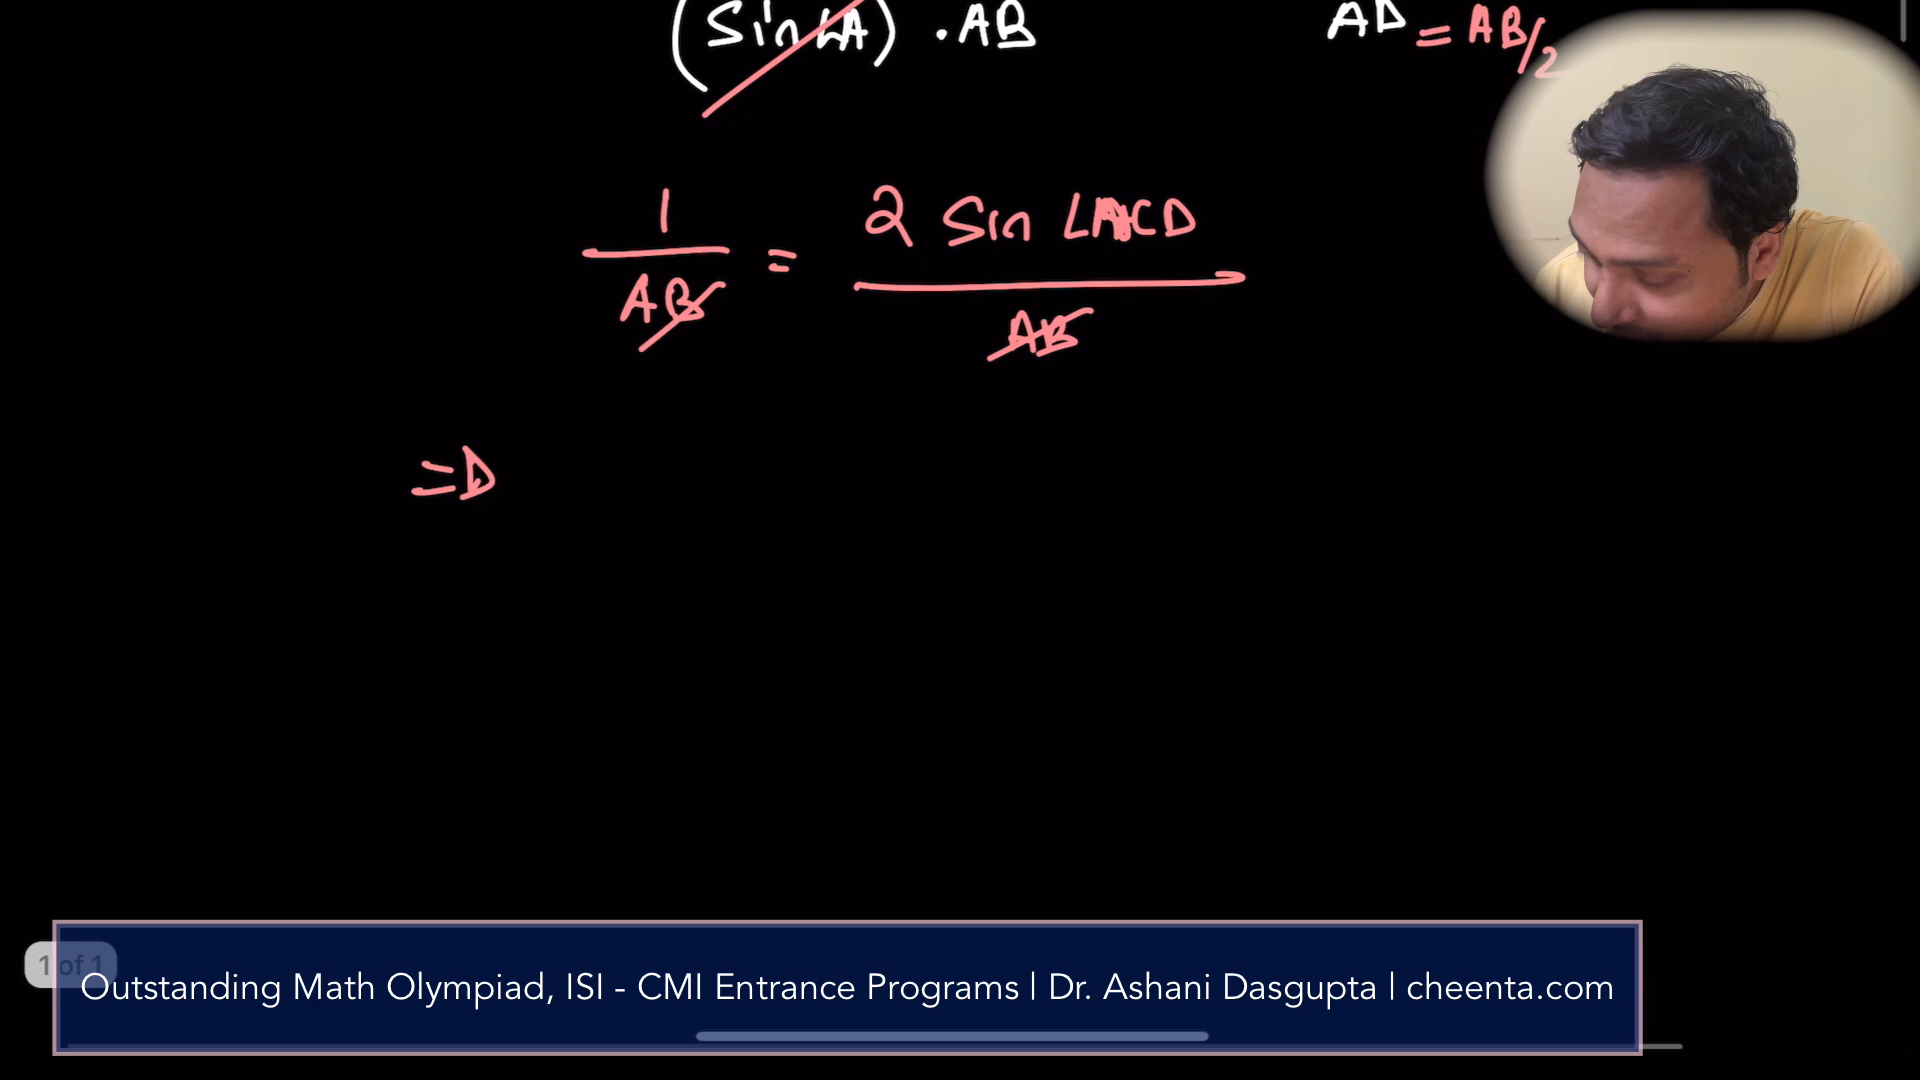 (Sin ∠A) . AB
AD = AB/2
1/AB = 2 Sin ∠ACD/AB
=D
1 of 1
Outstanding Math Olympiad, ISI - CMI Entrance Programs | Dr. Ashani Dasgupta | cheenta.com